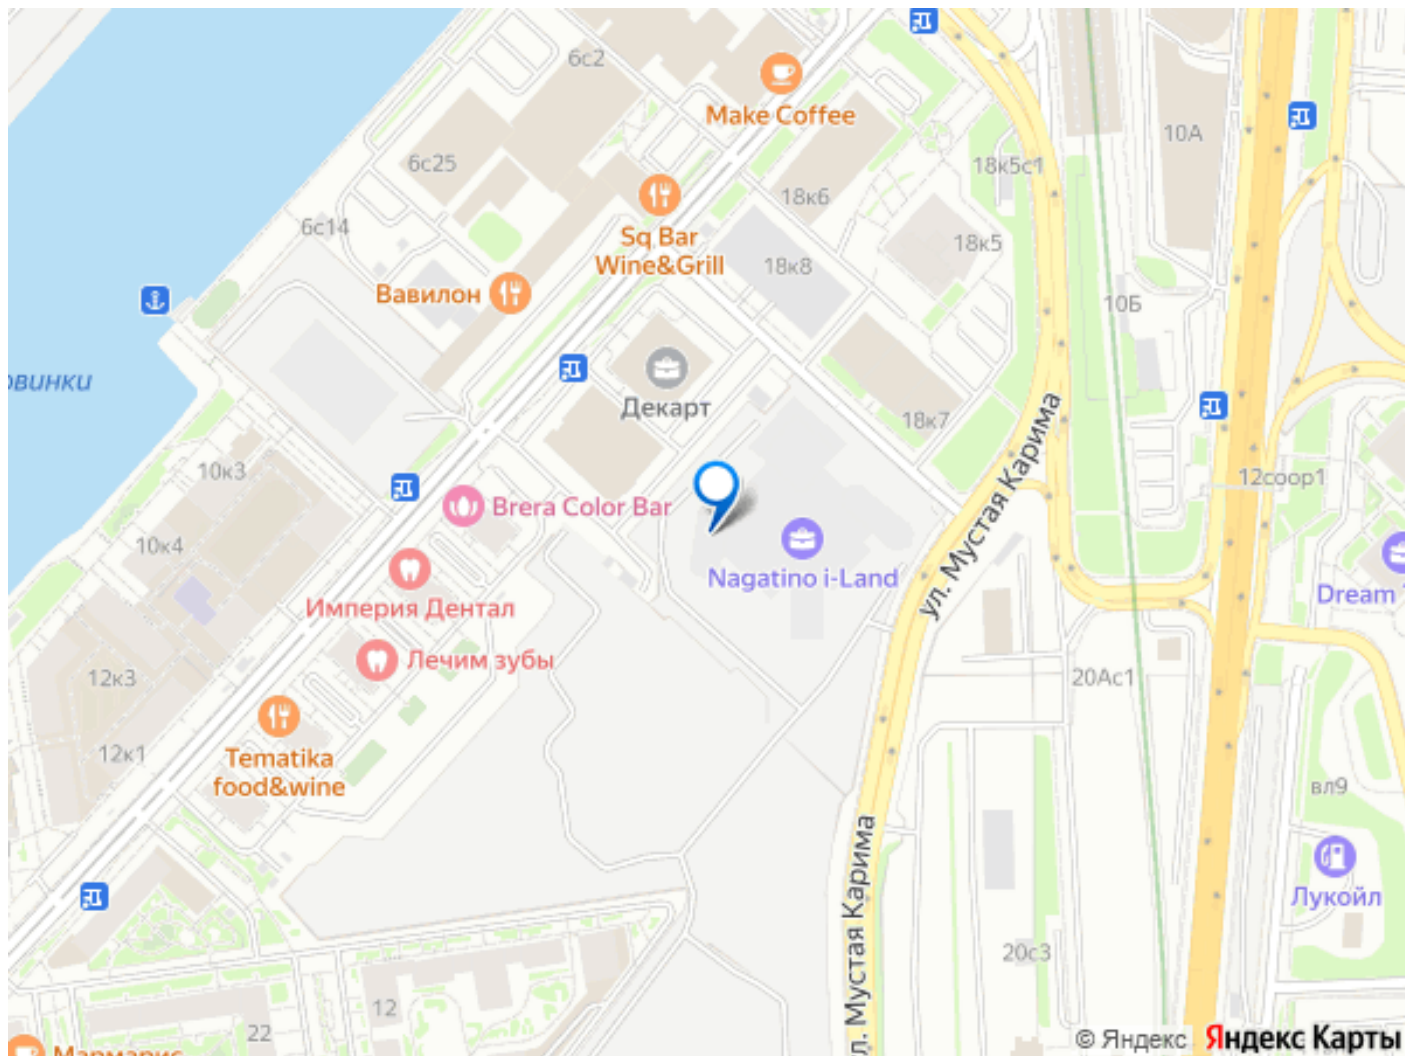 6с2
Make Coffee
10А
6с25
18к5с1
18к6
6с14
Sq Bar
Wine&Grill
18к8
18к5
Вавилон
10Б
овинки
Декарт
18к7
ул. Мустая Карима
10к3
12соор1
Brera Color Bar
10к4
Nagatino i-Land
Империя Дентал
Dream
Лечим зубы
12к3
20Ас1
12к1
Tematika
food&wine
вл9
ул. Мустая Карима
Лукойл
20с3
12
22
Мармарис
© Яндекс Яндекс Карты